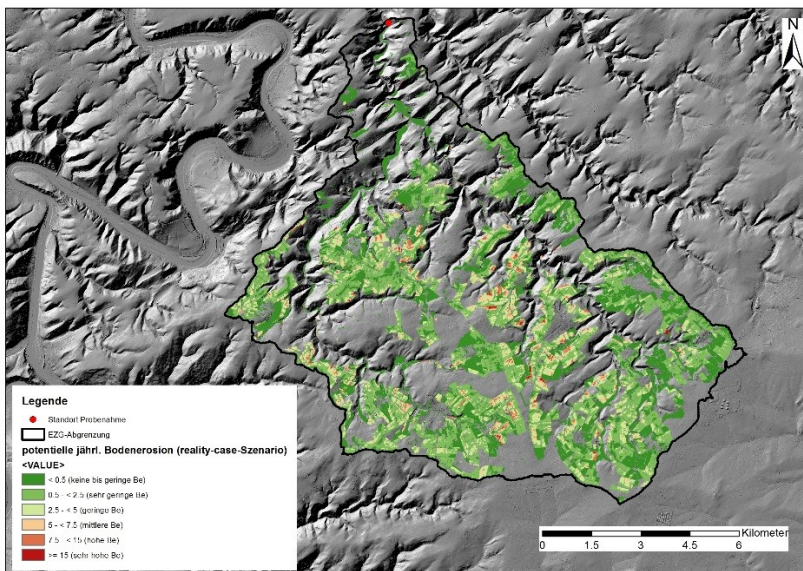 N
Legende
Standort Probenahme
EZG-Abgrenzung
potentielle jährl. Bodenerosion (reality-case-Szenario)
<VALUE>
< 0.5 (keine bis geringe Be)
0.5 - < 2.5 (sehr geringe Be)
2.5 - < 5 (geringe Be)
5 - < 7.5 (mittlere Be)
7.5 - < 15 (hohe Be)
>= 15 (sehr hohe Be)
Kilometer
0 1.5 3 4.5 6